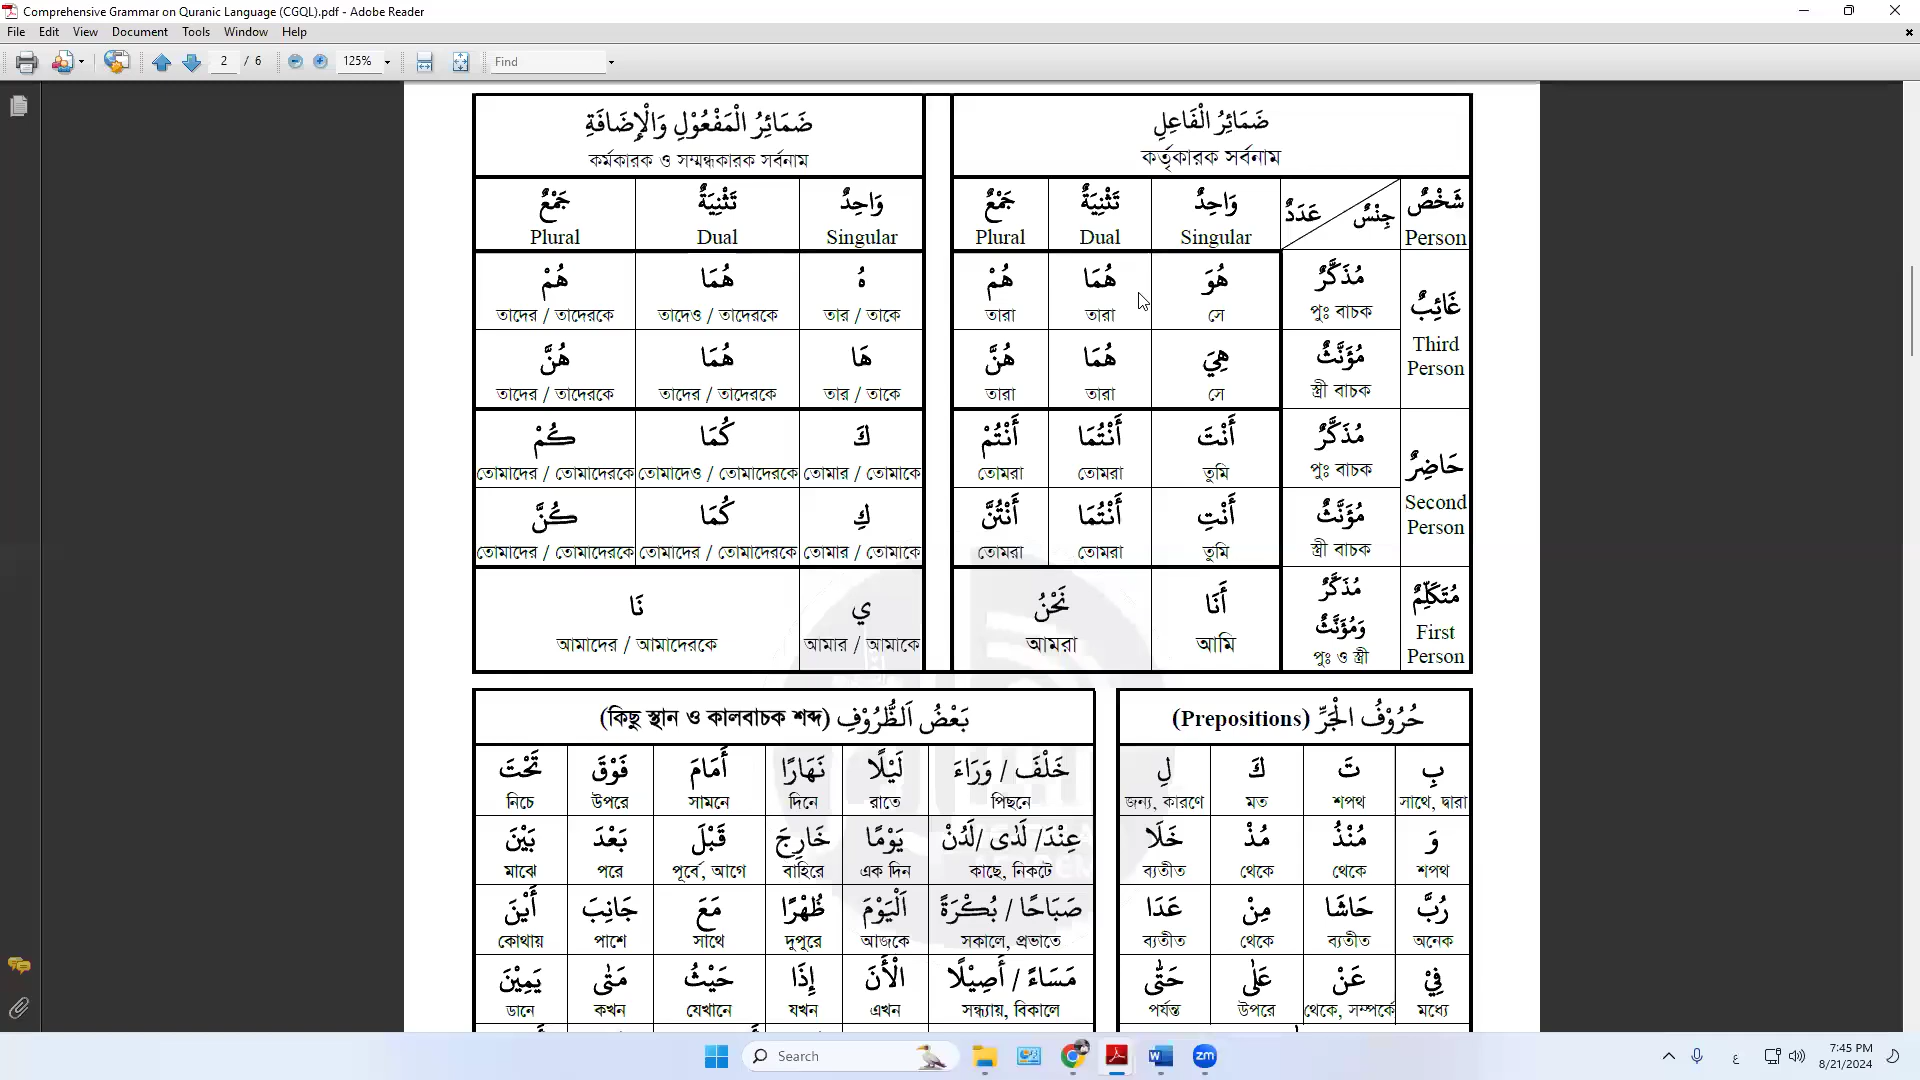 Comprehensive Grammar on Quranic Language (CGQL).pdf - Adobe Reader
File Edit View Document Tools Window Help
2 / 6 125% Find
ضَمَائِرُ الْفَاعِلِ
কর্তৃকারক সর্বনাম
شَخْصٌ جِنْسٌ عَدَدٌ وَاحِدٌ تَثْنِيَةٌ جَمْعٌ
Person Singular Dual Plural
غَائِبٌ مُذَكَّرٌ هُوَ هُمَا هُمْ
Third Person পুঃ বাচক সে তারা তারা
مُؤَنَّثٌ هِيَ هُمَا هُنَّ
স্ত্রী বাচক সে তারা তারা
حَاضِرٌ مُذَكَّرٌ أَنْتَ أَنْتُمَا أَنْتُمْ
Second Person পুঃ বাচক তুমি তোমরা তোমরা
مُؤَنَّثٌ أَنْتِ أَنْتُمَا أَنْتُنَّ
স্ত্রী বাচক তুমি তোমরা তোমরা
مُتَكَلِّمٌ مُذَكَّرٌ وَمُؤَنَّثٌ أَنَا نَحْنُ
First Person পুঃ ও স্ত্রী আমি আমরা
ضَمَائِرُ الْمَفْعُوْلِ وَالْإِضَافَةِ
কর্মকারক ও সম্মন্ধকারক সর্বনাম
وَاحِدٌ تَثْنِيَةٌ جَمْعٌ
Singular Dual Plural
هُ هُمَا هُمْ
তার / তাকে তাদেও / তাদেরকে তাদের / তাদেরকে
هَا هُمَا هُنَّ
তার / তাকে তাদের / তাদেরকে তাদের / তাদেরকে
كَ كُمَا كُمْ
তোমার / তোমাকে তোমাদেও / তোমাদেরকে তোমাদের / তোমাদেরকে
كِ كُمَا كُنَّ
তোমার / তোমাকে তোমাদের / তোমাদেরকে তোমাদের / তোমাদেরকে
ي نَا
আমার / আমাকে আমাদের / আমাদেরকে
حُرُوْفُ الْجَرِّ (Prepositions)
بِ تَ كَ لِ
সাথে, দ্বারা শপথ মত জন্য, কারণে
وَ مُنْذُ مُذْ خَلَا
শপথ থেকে থেকে ব্যতীত
رُبَّ حَاشَا مِنْ عَدَا
অনেক ব্যতীত থেকে ব্যতীত
فِيْ عَنْ عَلٰى حَتّٰى
মধ্যে থেকে, সম্পর্কে উপরে পর্যন্ত
بَعْضُ اَلظُّرُوْفِ (কিছু স্থান ও কালবাচক শব্দ)
خَلْفَ / وَرَاءَ لَيْلًا نَهَارًا أَمَامَ فَوْقَ تَحْتَ
পিছনে রাতে দিনে সামনে উপরে নিচে
عِنْدَ/ لَدٰى /لَدُنْ يَوْمًا خَارِجَ قَبْلَ بَعْدَ بَيْنَ
কাছে, নিকটে এক দিন বাহিরে পূর্বে, আগে পরে মাঝে
صَبَاحًا / بُكْرَةً اَلْيَوْمَ ظُهْرًا مَعَ جَانِبَ أَيْنَ
সকালে, প্রভাতে আজকে দুপুরে সাথে পাশে কোথায়
مَسَاءً / أَصِيْلًا الْأَنَ إِذَا حَيْثُ مَتٰى يَمِيْنَ
সন্ধ্যায়, বিকালে এখন যখন যেখানে কখন ডানে
Search
7:45 PM
8/21/2024